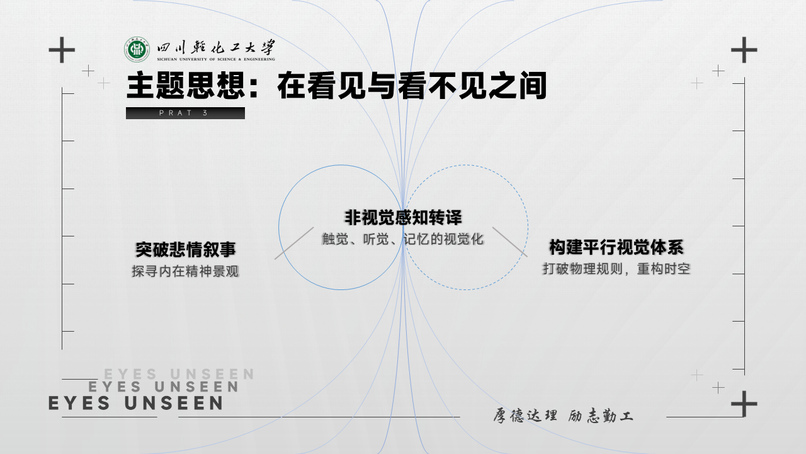 四川轻化工大学
SICHUAN UNIVERSITY OF SCIENCE & ENGINEERING
主题思想：在看见与看不见之间
PRAT 3
非视觉感知转译
触觉、听觉、记忆的视觉化
突破悲情叙事
探寻内在精神景观
构建平行视觉体系
打破物理规则，重构时空
EYES UNSEEN
EYES UNSEEN
EYES UNSEEN
厚德达理 励志勤工